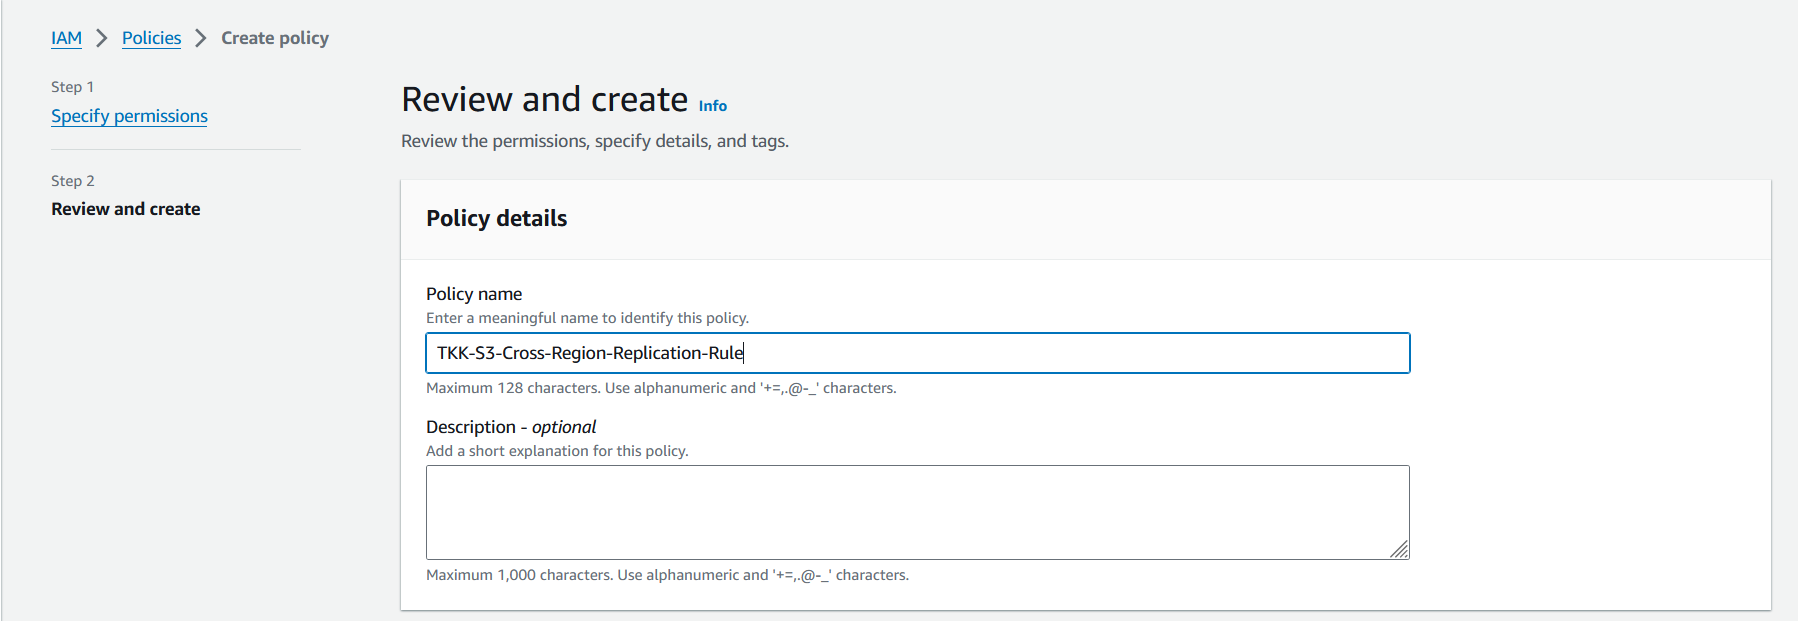 IAM > Policies > Create policy
Step 1
Specify permissions
Step 2
Review and create
Review and create Info
Review the permissions, specify details, and tags.
Policy details
Policy name
Enter a meaningful name to identify this policy.
TKK-S3-Cross-Region-Replication-Rule
Maximum 128 characters. Use alphanumeric and '+=,.@-_' characters.
Description - optional
Add a short explanation for this policy.
Maximum 1,000 characters. Use alphanumeric and '+=,.@-_' characters.